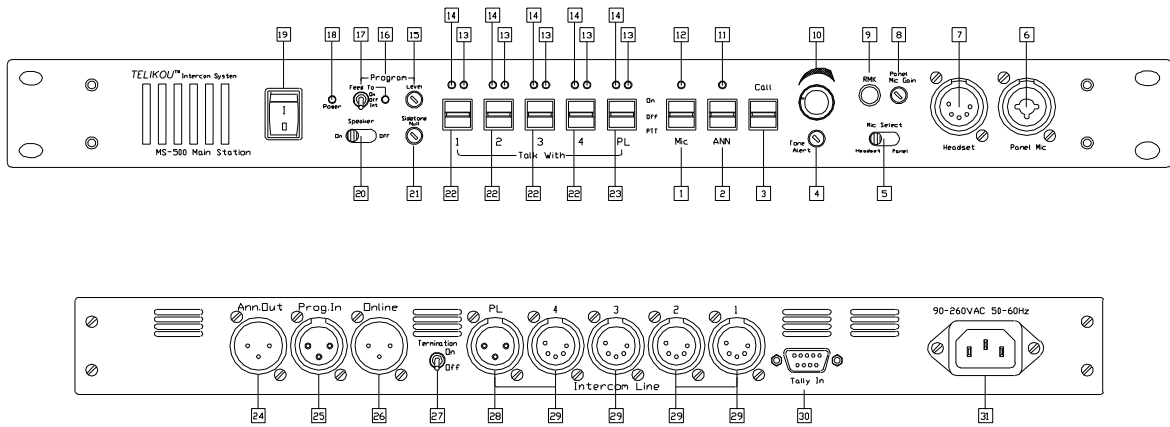 14 13 14 13 14 13 14 13 14 13 12 11 10 9 8 7 6
19 18 17 16 15
TELIKOU™ Intercon System
Program
Feed To
On
Off
Int
Level
Power
Speaker
On Off
Sidetone
Null
MS-500 Main Station
1 2 3 4 PL
Talk With
On
Off
PTT
Mic
ANN
Call
Tone
Alert
RMK
Panel
Mic Gain
Mic Select
Headset Panel
Headset
Panel Mic
20 21 22 22 22 22 23 1 2 3 4 5
Ann.Out Prog.In Online
Termination
On
Off
PL 4 3 2 1
Intercom Line
Tally In
90-260VAC 50-60Hz
24 25 26 27 28 29 29 29 29 30 31